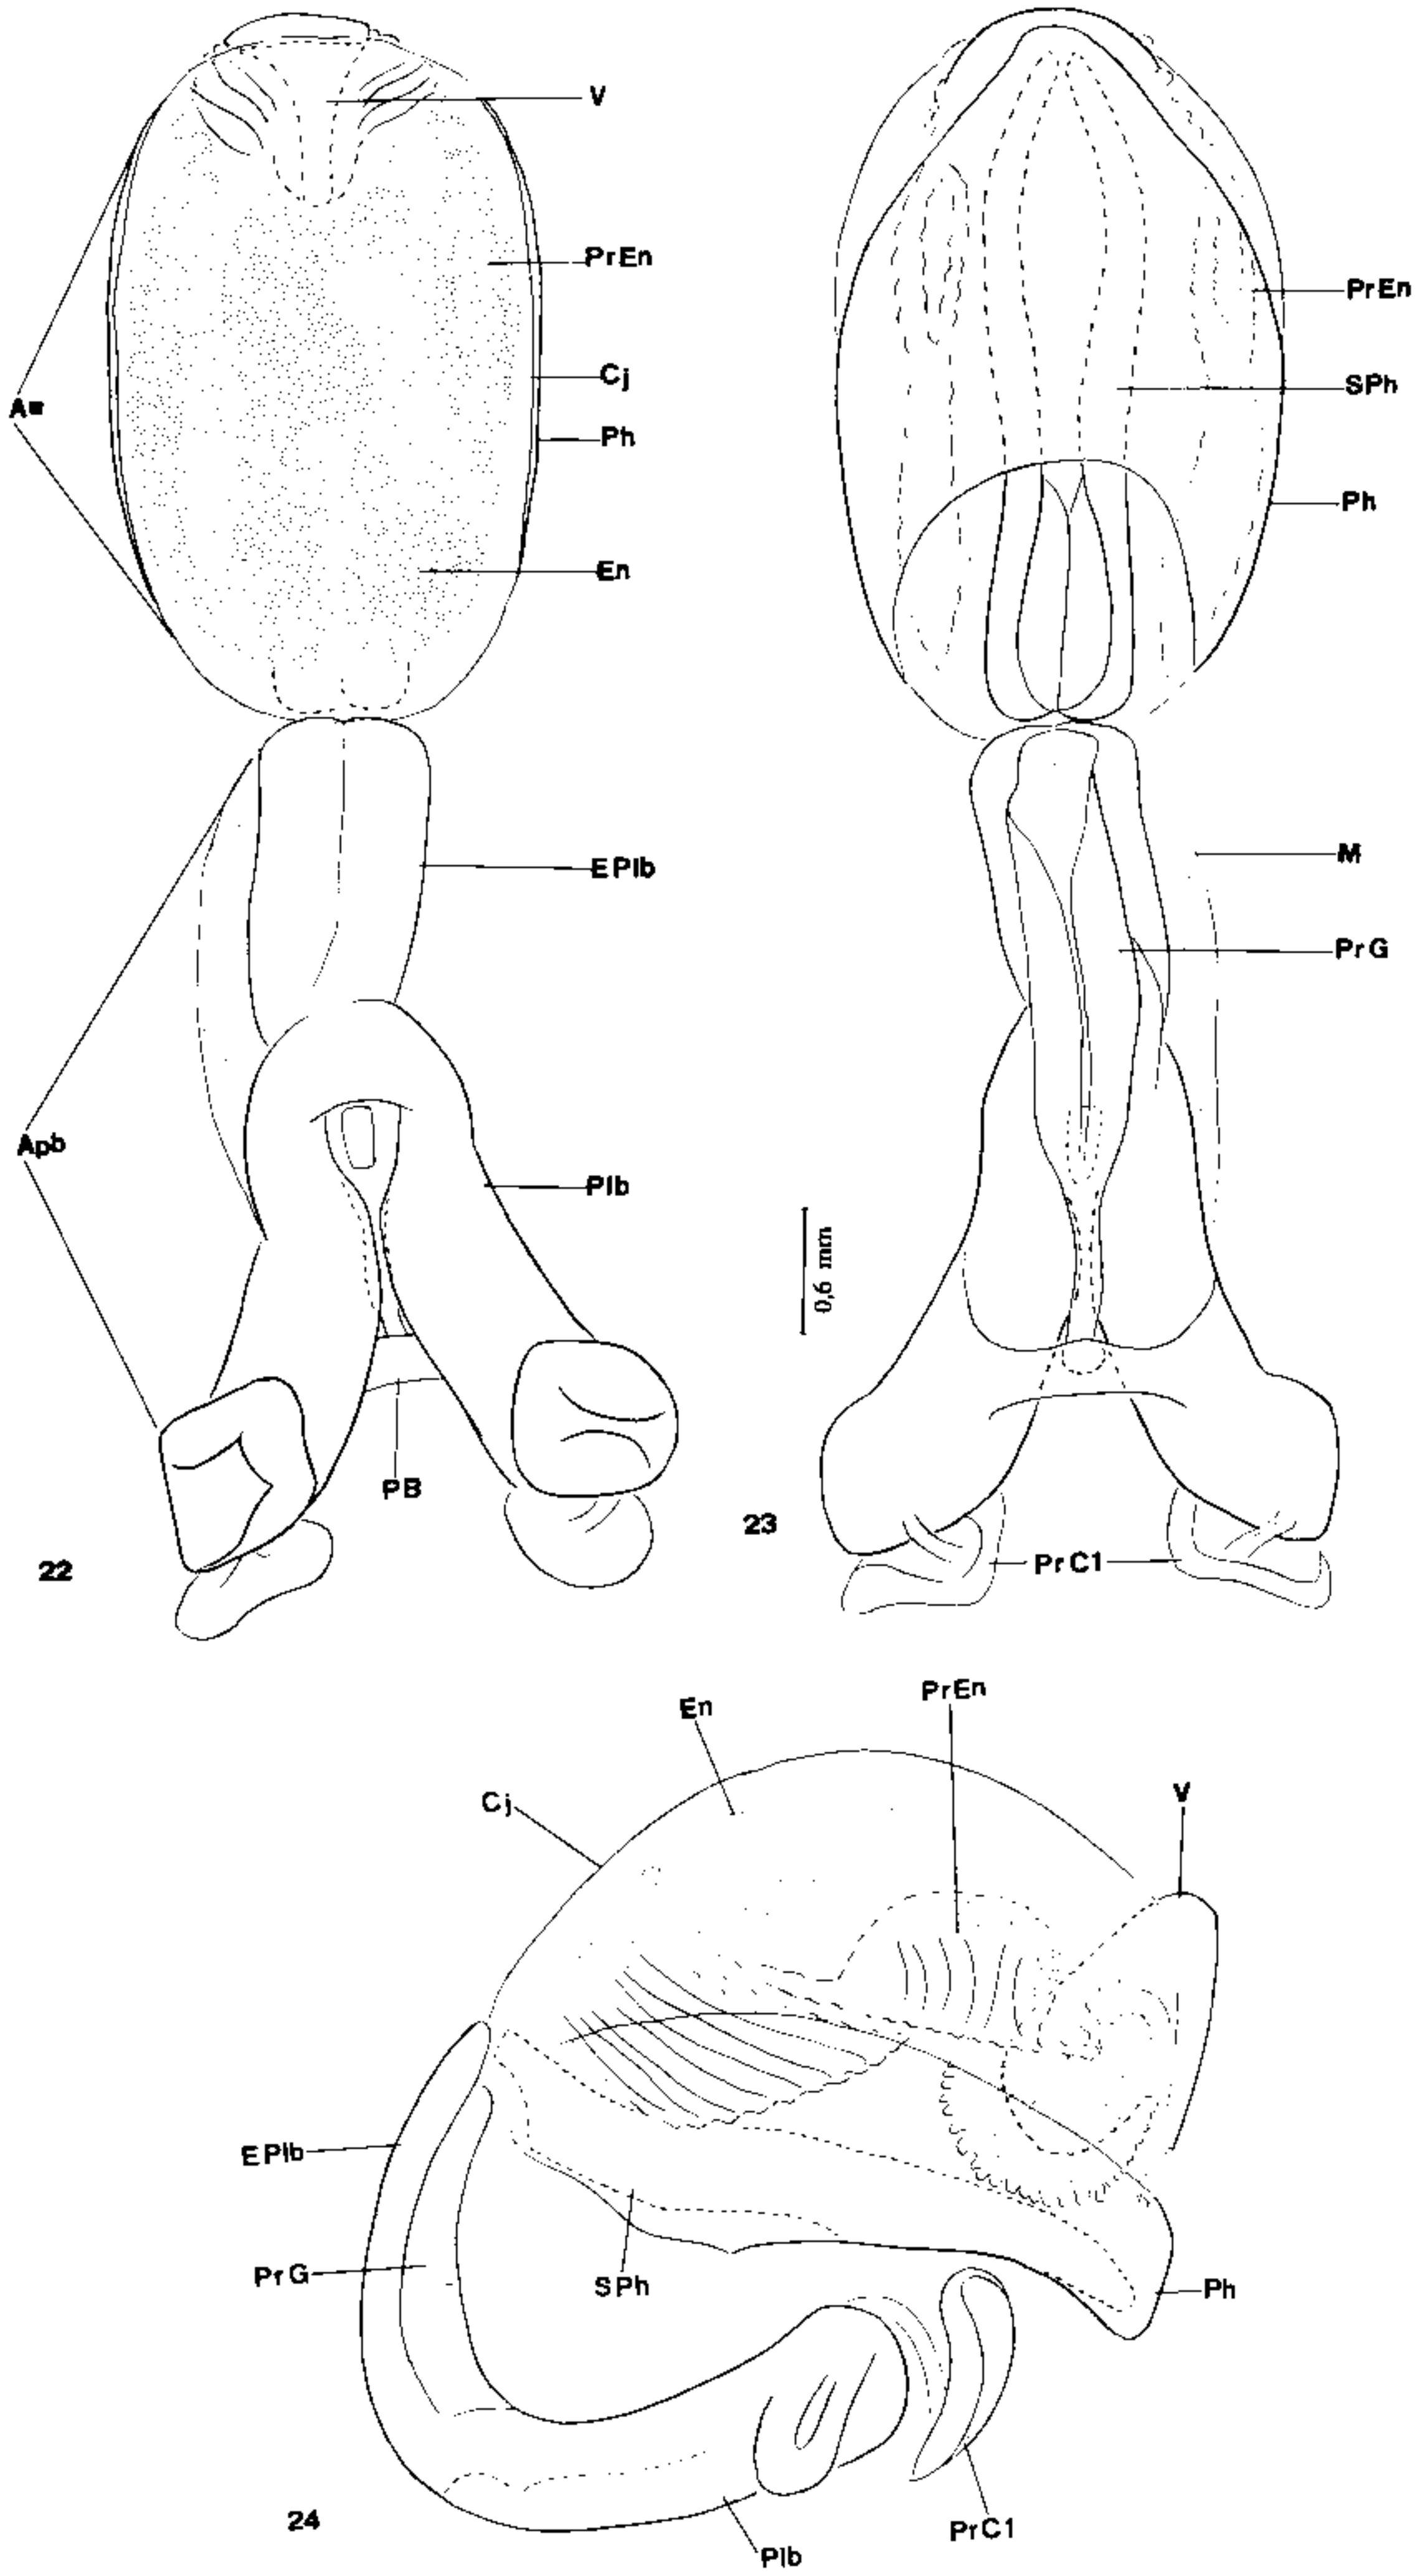 V
PrEn
Cj
Ph
En
EPlb
Apb
Plb
PB
22
PrEn
SPh
Ph
M
PrG
0,6 mm
23
PrC1
PrEn
En
V
Cj
EPlb
PrG
SPh
Ph
24
PrC1
Plb